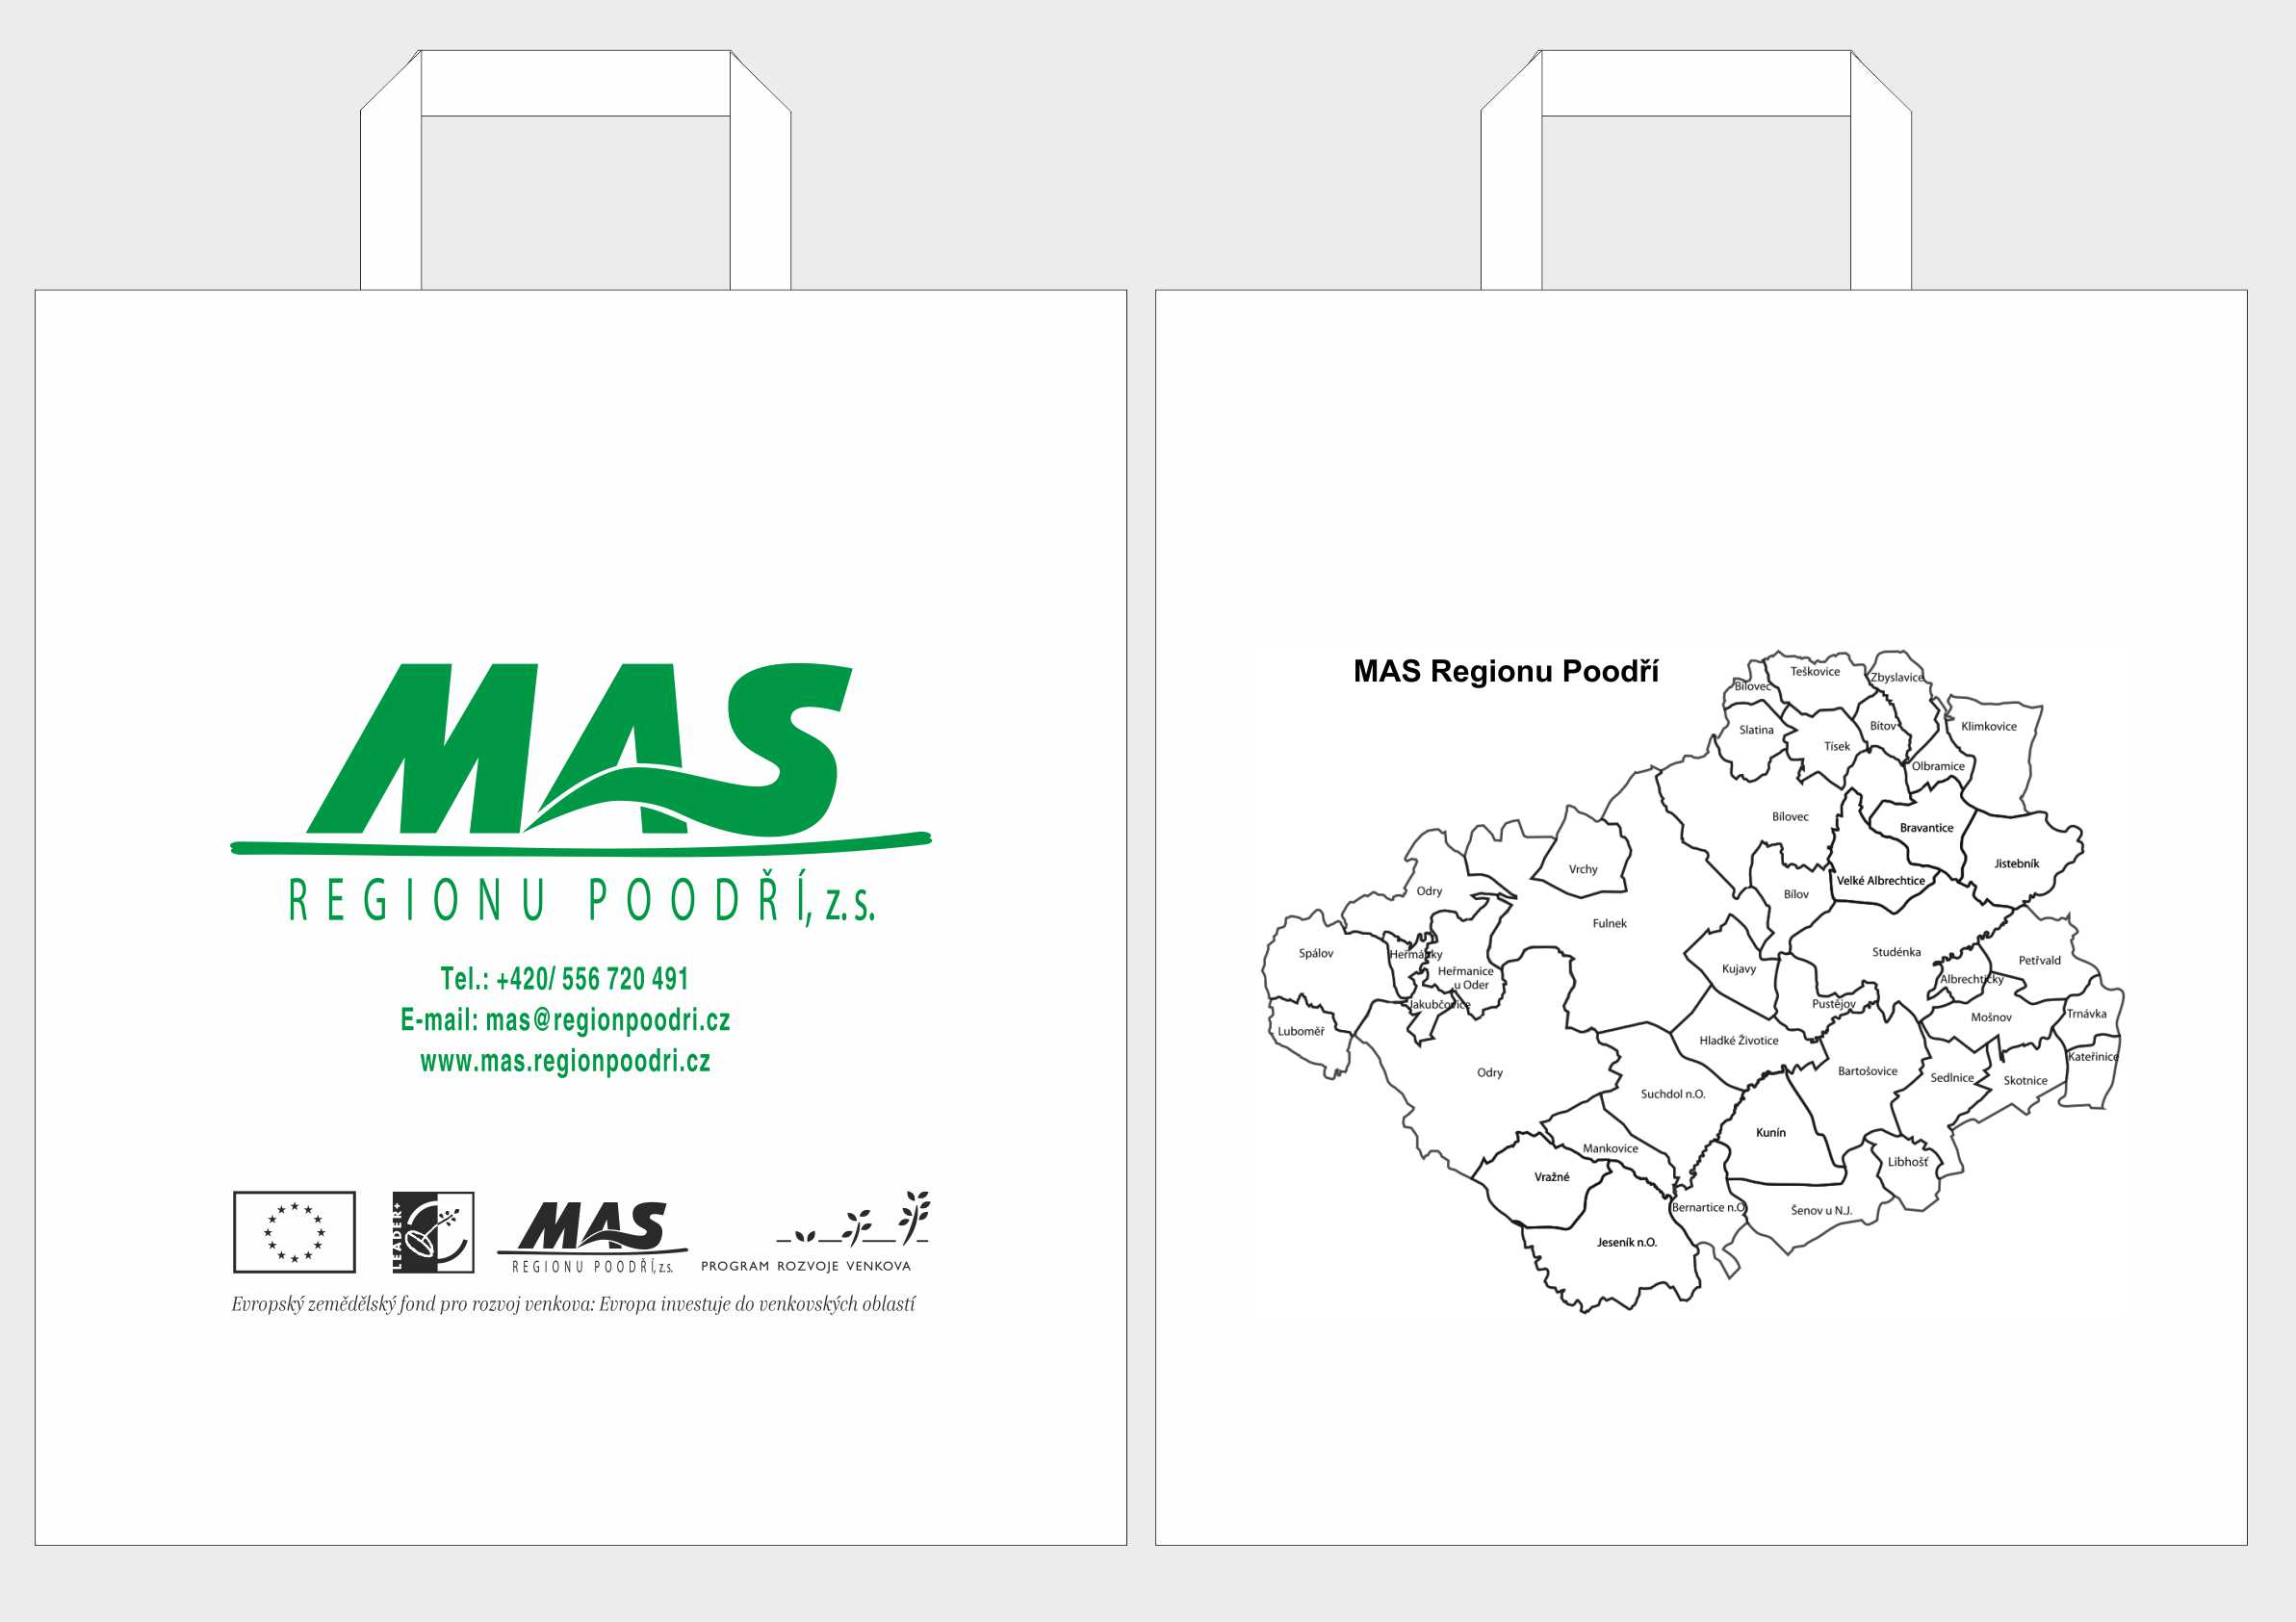 MAS
REGIONU POODŘÍ, z.s.
Tel.: +420/ 556 720 491
E-mail: mas@regionpoodri.cz
www.mas.regionpoodri.cz
LEADER+
MAS
REGIONU POODŘÍ, z.s.
PROGRAM ROZVOJE VENKOVA
Evropský zemědělský fond pro rozvoj venkova: Evropa investuje do venkovských oblastí
MAS Regionu Poodří
Teškovice
Zbyslavice
Bílovec
Bítov
Klimkovice
Slatina
Tísek
Olbramice
Bílovec
Bravantice
Jistebník
Vrchy
Velké Albrechtice
Odry
Bílov
Fulnek
Studénka
Spálov
Heřmánky
Petřvald
Kujavy
Heřmanice
u Oder
Albrechtičky
Jakubčovice
Pustějov
Trnávka
Mošnov
Luboměř
Hladké Životice
Kateřinice
Odry
Bartošovice
Sedlnice
Skotnice
Suchdol n.O.
Kunín
Mankovice
Libhošť
Vražné
Bernartice n.O.
Šenov u N.J.
Jeseník n.O.